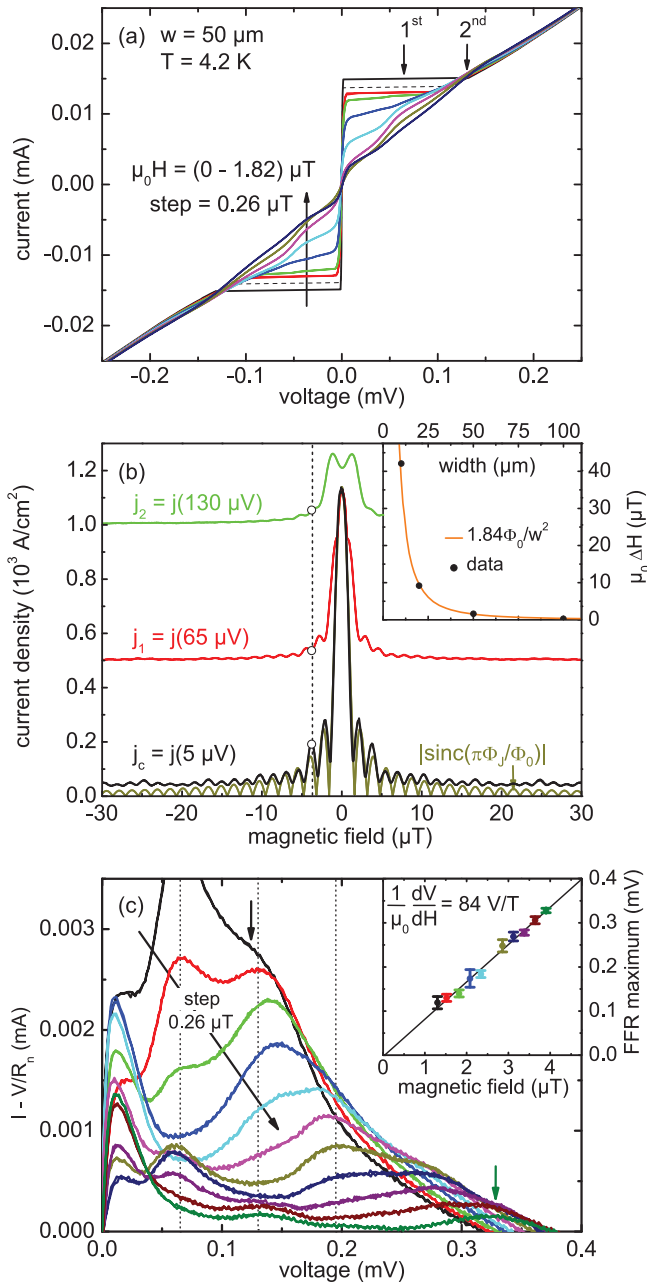 (a)
w = 50 μm
T = 4.2 K
1st
2nd
μ0H = (0 - 1.82) μT
step = 0.26 μT
current (mA)
0.02
0.01
0.00
-0.01
-0.02
-0.2 -0.1 0.0 0.1 0.2
voltage (mV)
(b)
current density (10³ A/cm²)
1.2
1.0
0.8
0.6
0.4
0.2
0.0
j2 = j(130 μV)
j1 = j(65 μV)
jc = j(5 μV)
|sinc(πΦJ/Φ0)|
-30 -20 -10 0 10 20 30
magnetic field (μT)
0 25 50 75 100
width (μm)
1.84Φ0/w²
data
40
30
20
10
0
μ0 ΔH (μT)
(c)
I - V/Rn (mA)
0.003
0.002
0.001
0.000
step
0.26 μT
0.0 0.1 0.2 0.3 0.4
voltage (mV)
1/μ0 dV/dH = 84 V/T
0.4
0.3
0.2
0.1
0.0
FFR maximum (mV)
0 1 2 3 4
magnetic field (μT)